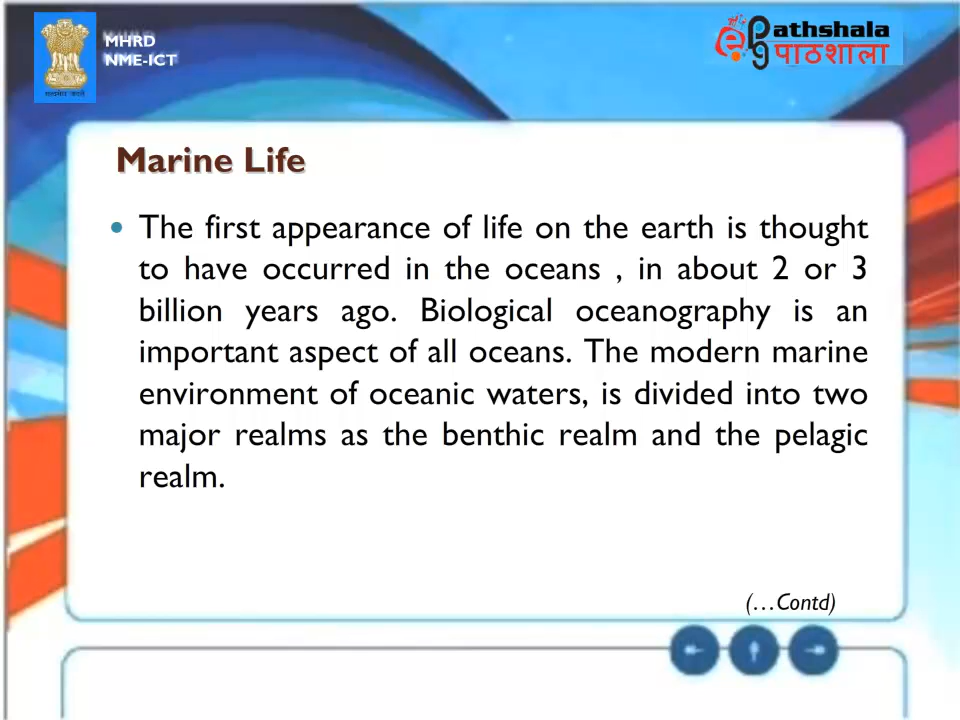 MHRD
NME-ICT
ePGathshala
पाठशाला
Marine Life
• The first appearance of life on the earth is thought
to have occurred in the oceans , in about 2 or 3
billion years ago. Biological oceanography is an
important aspect of all oceans. The modern marine
environment of oceanic waters, is divided into two
major realms as the benthic realm and the pelagic
realm.
(…Contd)